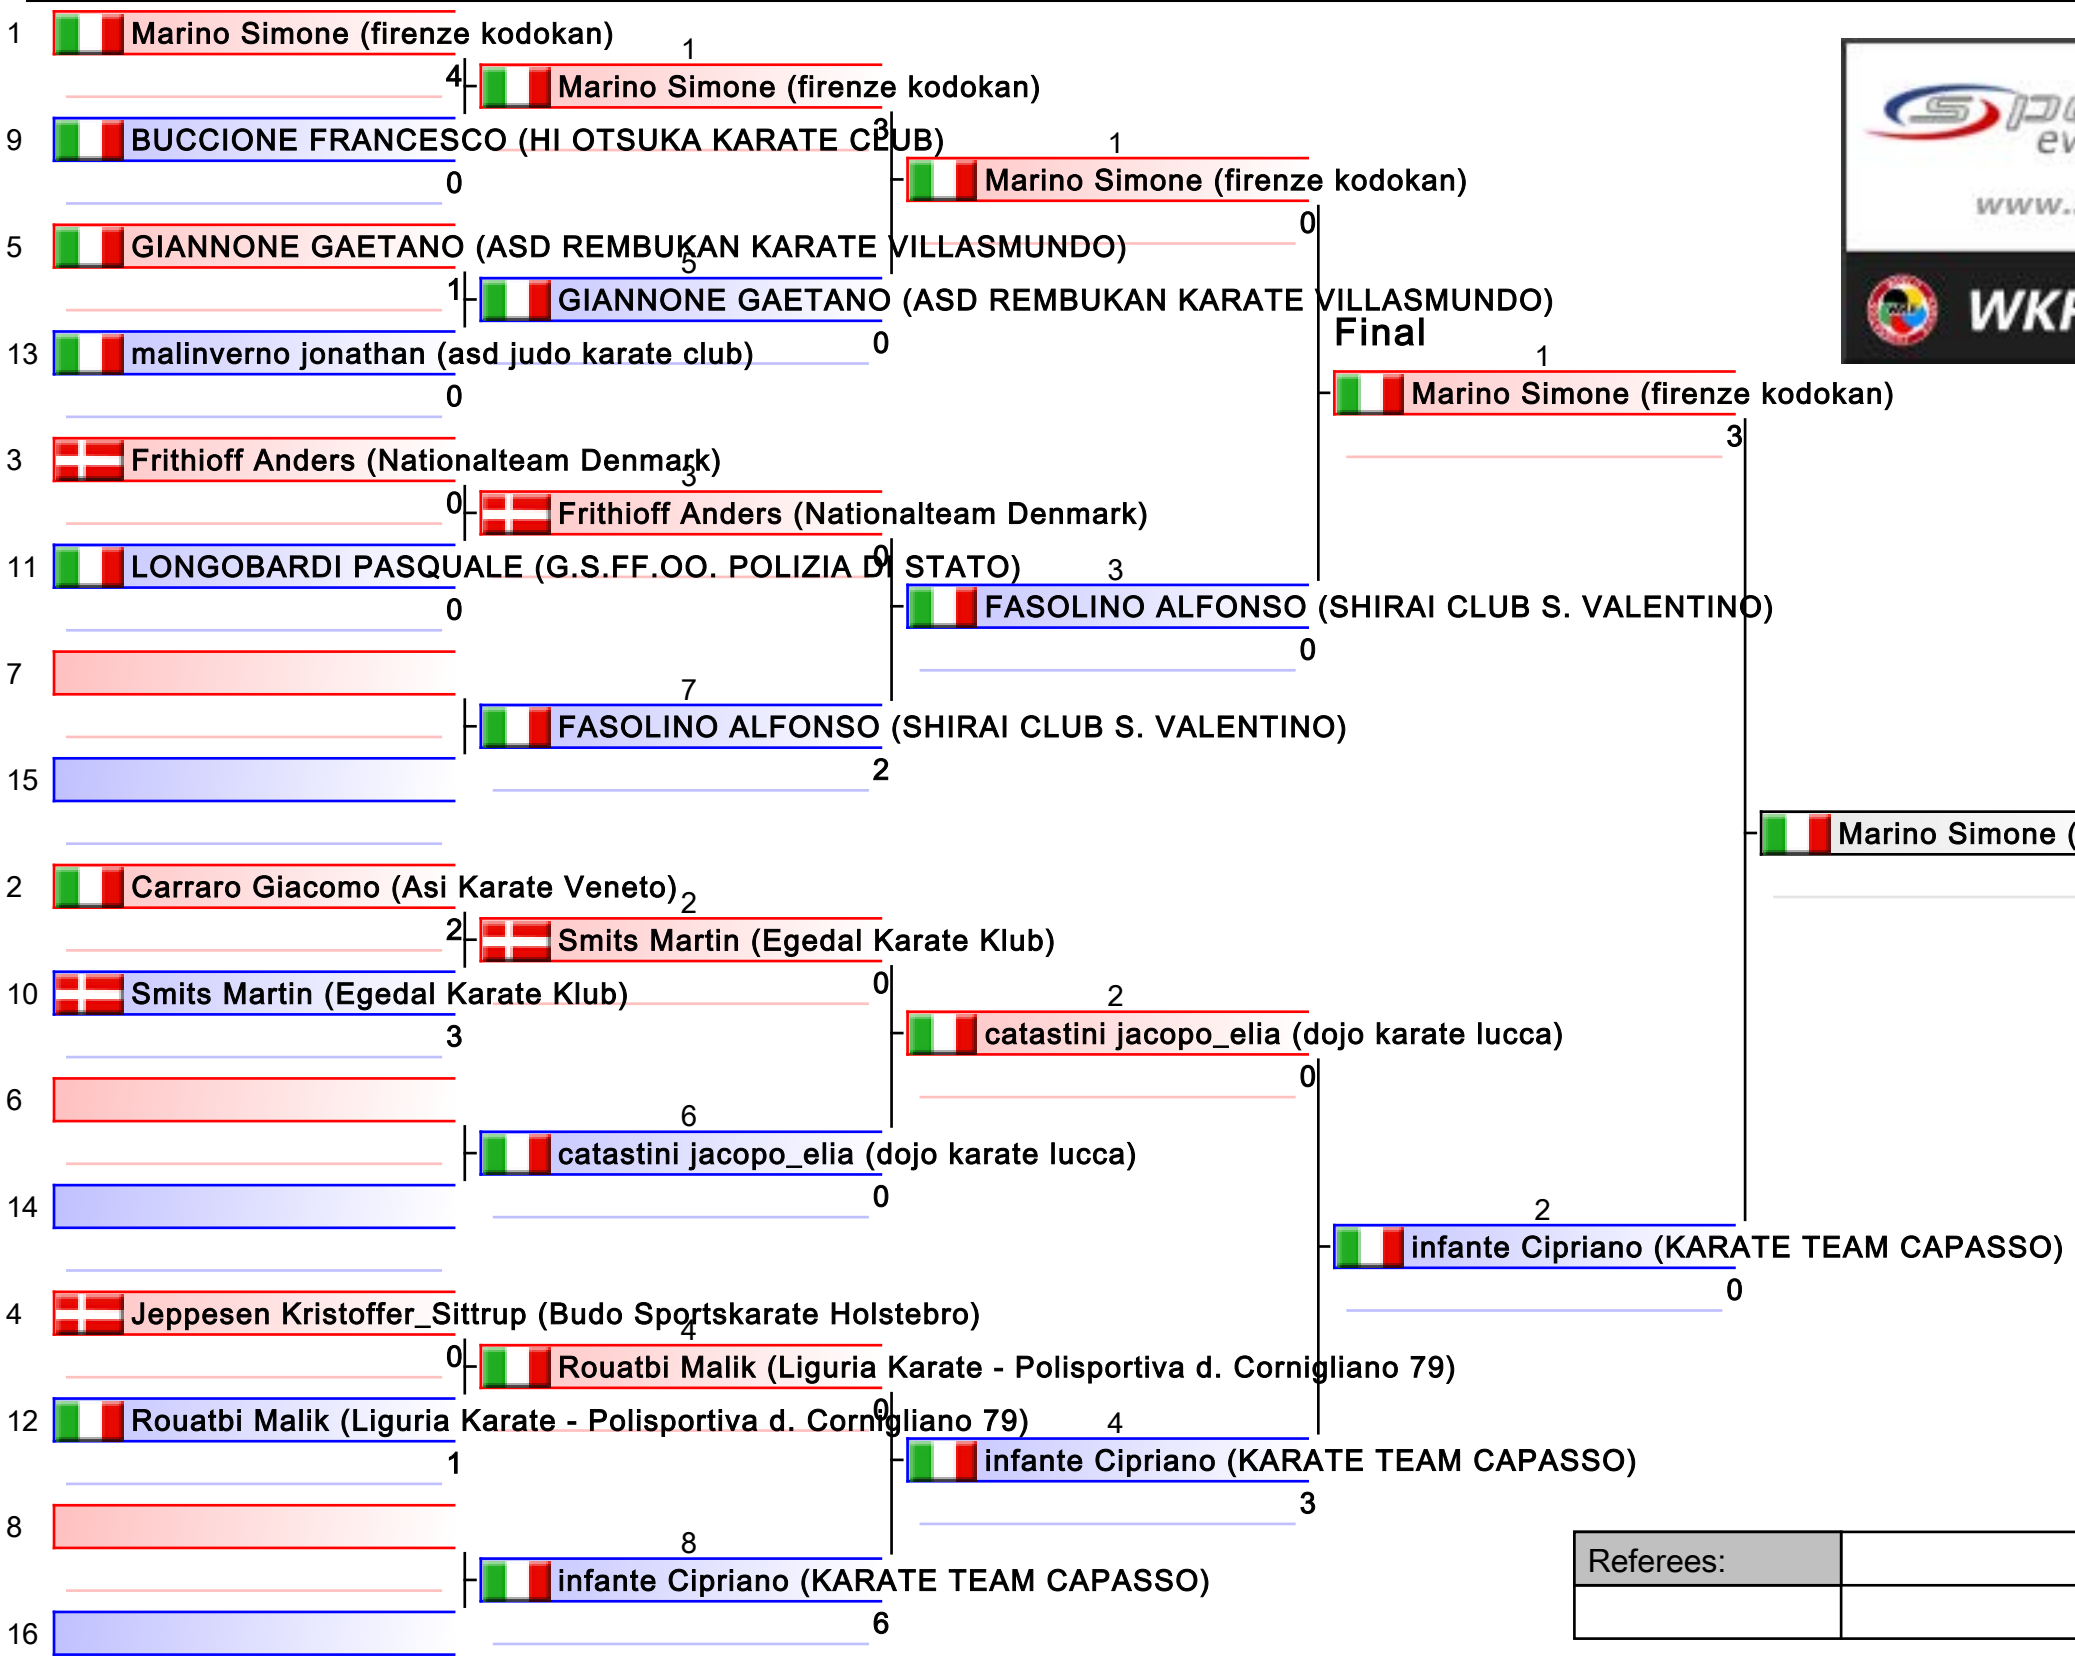 1 Marino Simone (firenze kodokan)
4
9 BUCCIONE FRANCESCO (HI OTSUKA KARATE CLUB)
0
5 GIANNONE GAETANO (ASD REMBUKAN KARATE VILLASMUNDO)
1
13 malinverno jonathan (asd judo karate club)
0
3 Frithioff Anders (Nationalteam Denmark)
0
11 LONGOBARDI PASQUALE (G.S.FF.OO. POLIZIA DI STATO)
0
7
15
2 Carraro Giacomo (Asi Karate Veneto)
2
10 Smits Martin (Egedal Karate Klub)
3
6
14
4 Jeppesen Kristoffer_Sittrup (Budo Sportskarate Holstebro)
0
12 Rouatbi Malik (Liguria Karate - Polisportiva d. Cornigliano 79)
1
8
16
1
Marino Simone (firenze kodokan)
3
5
GIANNONE GAETANO (ASD REMBUKAN KARATE VILLASMUNDO)
0
3
Frithioff Anders (Nationalteam Denmark)
0
7
FASOLINO ALFONSO (SHIRAI CLUB S. VALENTINO)
2
2
Smits Martin (Egedal Karate Klub)
0
6
catastini jacopo_elia (dojo karate lucca)
0
4
Rouatbi Malik (Liguria Karate - Polisportiva d. Cornigliano 79)
0
8
infante Cipriano (KARATE TEAM CAPASSO)
6
1
Marino Simone (firenze kodokan)
0
3
FASOLINO ALFONSO (SHIRAI CLUB S. VALENTINO)
0
2
catastini jacopo_elia (dojo karate lucca)
0
4
infante Cipriano (KARATE TEAM CAPASSO)
3
Final
1
Marino Simone (firenze kodokan)
3
2
infante Cipriano (KARATE TEAM CAPASSO)
0
Marino Simone (
www.
WKF
Referees: